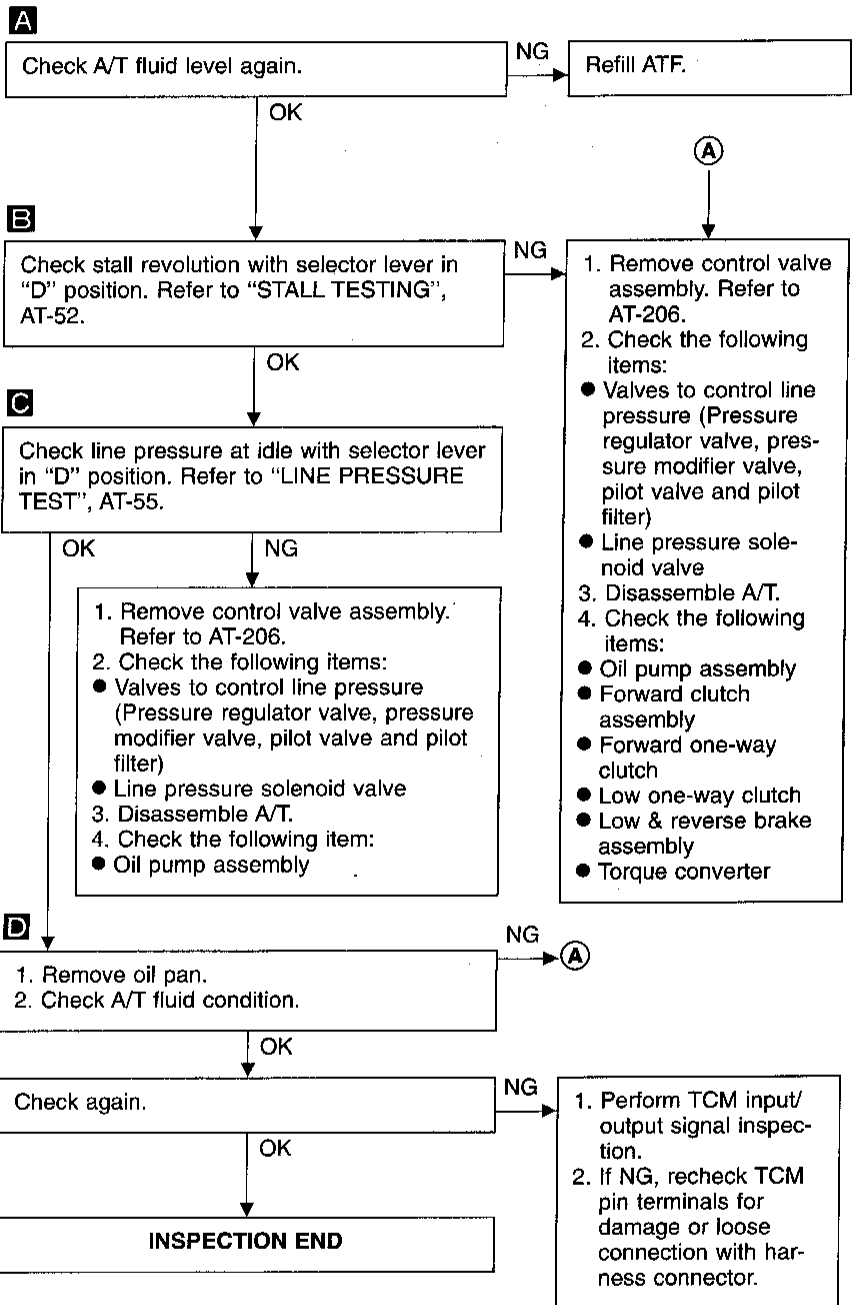 A
Check A/T fluid level again.
NG
Refill ATF.
OK
A
B
Check stall revolution with selector lever in
"D" position. Refer to "STALL TESTING",
AT-52.
NG
1. Remove control valve
assembly. Refer to
AT-206.
2. Check the following
items:
● Valves to control line
pressure (Pressure
regulator valve, pres-
sure modifier valve,
pilot valve and pilot
filter)
● Line pressure sole-
noid valve
3. Disassemble A/T.
4. Check the following
items:
● Oil pump assembly
● Forward clutch
assembly
● Forward one-way
clutch
● Low one-way clutch
● Low & reverse brake
assembly
● Torque converter
OK
C
Check line pressure at idle with selector lever
in "D" position. Refer to "LINE PRESSURE
TEST", AT-55.
OK
NG
1. Remove control valve assembly.
Refer to AT-206.
2. Check the following items:
● Valves to control line pressure
(Pressure regulator valve, pressure
modifier valve, pilot valve and pilot
filter)
● Line pressure solenoid valve
3. Disassemble A/T.
4. Check the following item:
● Oil pump assembly
D
1. Remove oil pan.
2. Check A/T fluid condition.
NG
A
OK
Check again.
NG
1. Perform TCM input/
output signal inspec-
tion.
2. If NG, recheck TCM
pin terminals for
damage or loose
connection with har-
ness connector.
OK
INSPECTION END